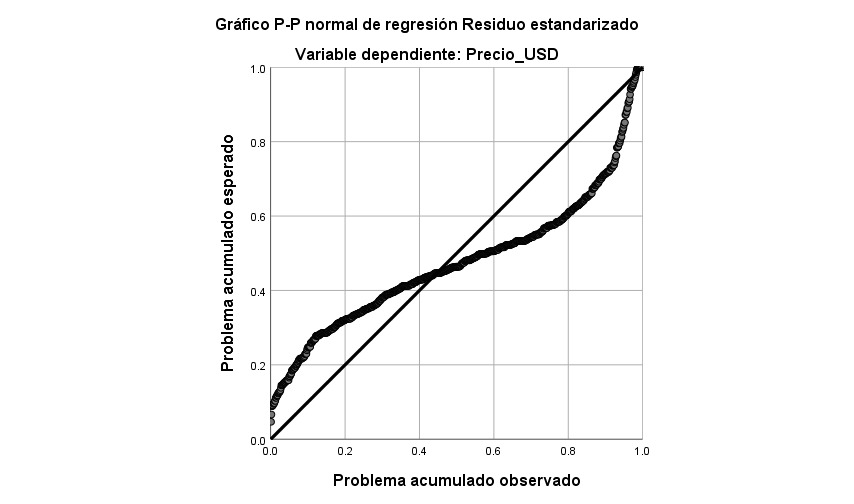 Gráfico P-P normal de regresión Residuo estandarizado
Variable dependiente: Precio_USD
Problema acumulado esperado
1.0
0.8
0.6
0.4
0.2
0.0
0.0 0.2 0.4 0.6 0.8 1.0
Problema acumulado observado